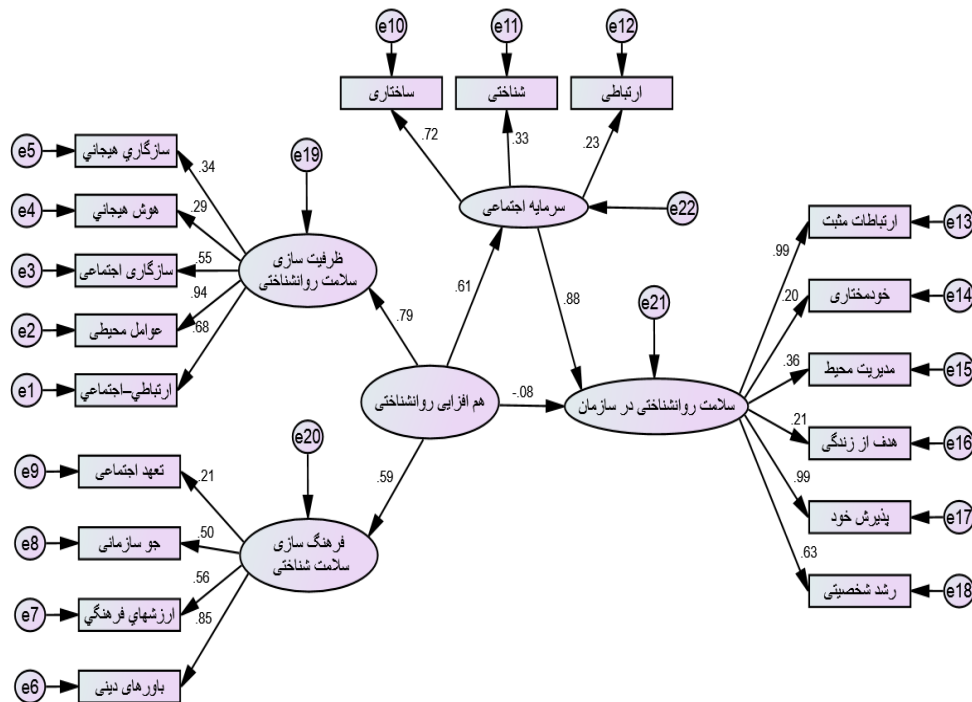 e10
e11
e12
ساختاری
شناختی
ارتباطی
.72
.33
.23
سرمایه اجتماعی
e22
e5
سازگاري هيجاني
.34
e19
e4
هوش هيجاني
.29
e3
سازگاری اجتماعی
.55
ظرفیت سازی
سلامت روانشناختی
e2
عوامل محیطی
.94
e1
ارتباطي-اجتماعي
.68
.79
.61
.88
هم افزایی روانشناختی
-.08
e21
سلامت روانشناختی در سازمان
.59
e20
فرهنگ سازی
سلامت شناختی
e9
تعهد اجتماعی
.21
e8
جو سازمانی
.50
e7
ارزشهاي فرهنگي
.56
e6
باورهای دینی
.85
ارتباطات مثبت
e13
.99
خودمختاری
e14
.20
مدیریت محیط
e15
.36
هدف از زندگی
e16
.21
پذیرش خود
e17
.99
رشد شخصیتی
e18
.63